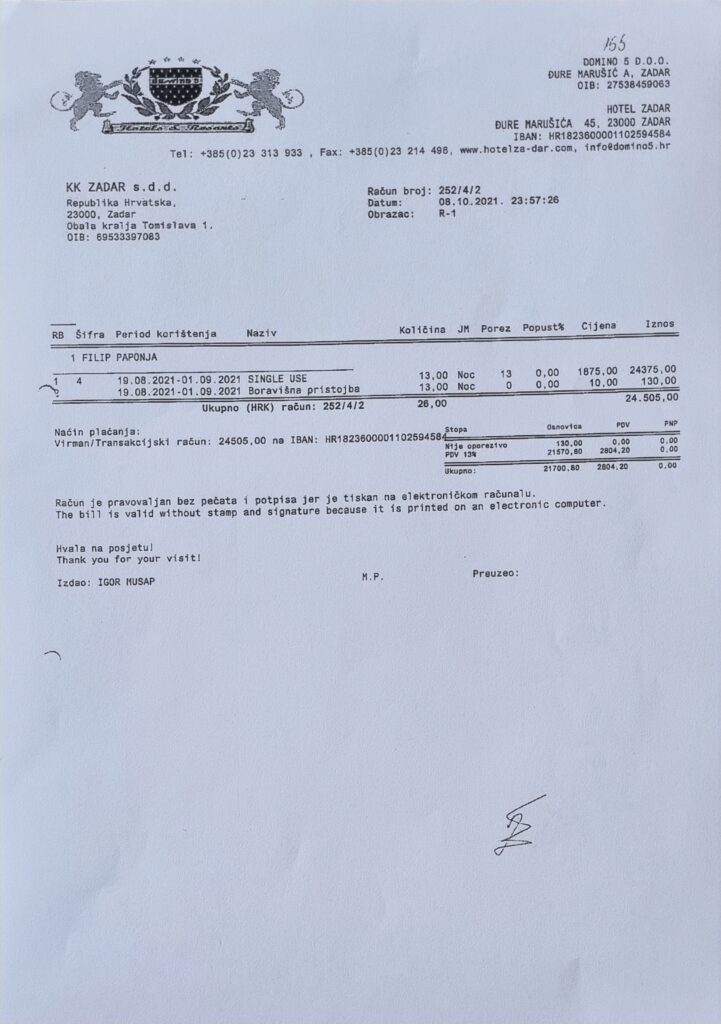 155
DOMINO 5 D.O.O.
ĐURE MARUŠIĆ A, ZADAR
OIB: 27538459063
HOTEL ZADAR
ĐURE MARUŠIĆA 45, 23000 ZADAR
IBAN: HR1823600001102594584
Tel: +385(0)23 313 933 , Fax: +385(0)23 214 498, www.hotelza-dar.com, info@domino5.hr
KK ZADAR s.d.d.
Republika Hrvatska,
23000, Zadar
Obala kralja Tomislava 1,
OIB: 69533397083
Račun broj: 252/4/2
Datum: 08.10.2021. 23:57:26
Obrazac: R-1
RB Šifra Period korištenja Naziv Količina JM Porez Popust% Cijena Iznos
1 FILIP PAPONJA
1 4 19.08.2021-01.09.2021 SINGLE USE 13,00 Noc 13 0,00 1875,00 24375,00
19.08.2021-01.09.2021 Boravišna pristojba 13,00 Noc 0 0,00 10,00 130,00
Ukupno (HRK) račun: 252/4/2 26,00 24.505,00
Način plaćanja:
Virman/Transakcijski račun: 24505,00 na IBAN: HR1823600001102594584
Stopa Osnovica PDV PNP
Nije oporezivo 130,00 0,00 0.00
PDV 13% 21570,80 2804,20 0.00
Ukupno: 21700,80 2804,20 0.00
Račun je pravovaljan bez pečata i potpisa jer je tiskan na elektroničkom računalu.
The bill is valid without stamp and signature because it is printed on an electronic computer.
Hvala na posjetu!
Thank you for your visit!
Izdao: IGOR MUSAP M.P. Preuzeo: